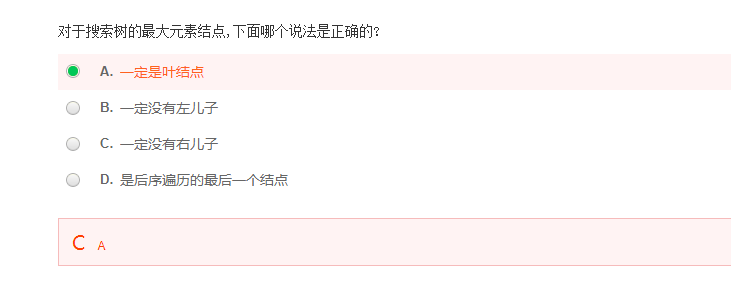 对于搜索树的最大元素结点,下面哪个说法是正确的?
A. 一定是叶结点
B. 一定没有左儿子
C. 一定没有右儿子
D. 是后序遍历的最后一个结点
C A